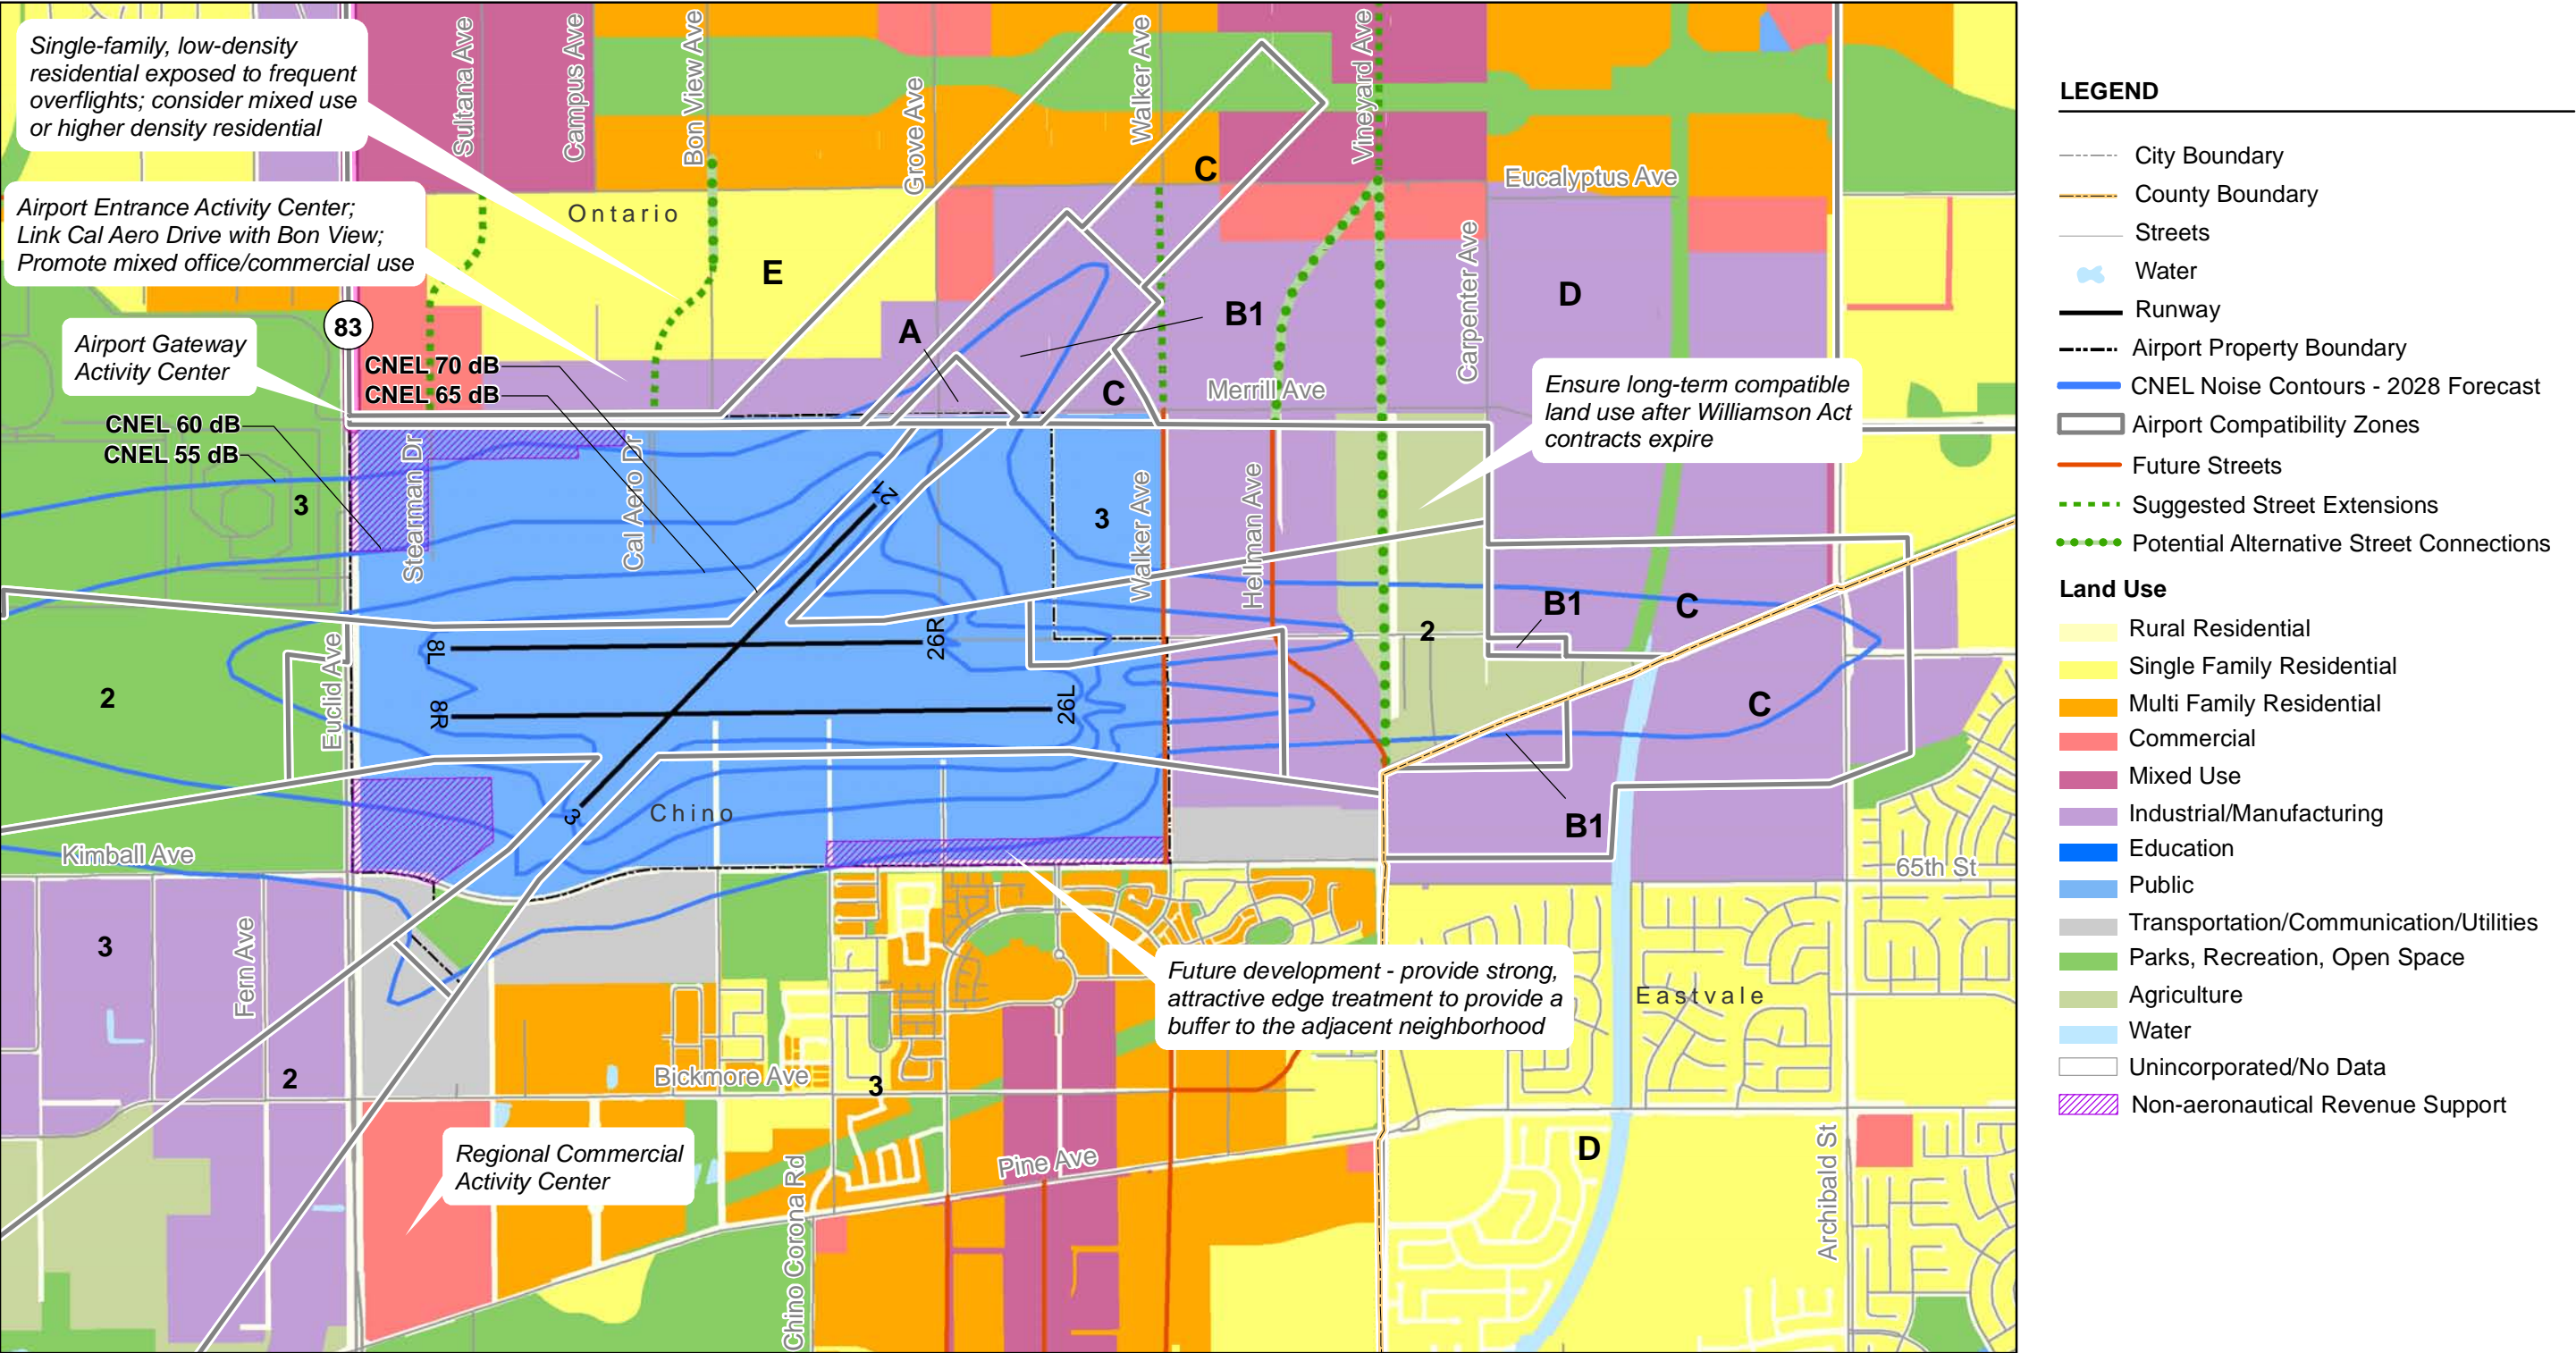 Single-family, low-density
residential exposed to frequent
overflights; consider mixed use
or higher density residential
Sultana Ave
Campus Ave
Bon View Ave
Grove Ave
Walker Ave
Vineyard Ave
C
Eucalyptus Ave
Airport Entrance Activity Center;
Link Cal Aero Drive with Bon View;
Promote mixed office/commercial use
Ontario
E
A
B1
Carpenter Ave
D
83
Airport Gateway
Activity Center
CNEL 70 dB
CNEL 65 dB
CNEL 60 dB
CNEL 55 dB
C
Merrill Ave
Ensure long-term compatible
land use after Williamson Act
contracts expire
3
Stearman Dr
Cal Aero Dr
21
3
Walker Ave
Hellman Ave
B1
C
2
8L
26R
Euclid Ave
2
8R
26L
C
3
Chino
B1
Kimball Ave
65th St
3
Fern Ave
Future development - provide strong,
attractive edge treatment to provide a
buffer to the adjacent neighborhood
Eastvale
2
Bickmore Ave
3
Regional Commercial
Activity Center
Chino Corona Rd
Pine Ave
D
Archibald St
LEGEND
City Boundary
County Boundary
Streets
Water
Runway
Airport Property Boundary
CNEL Noise Contours - 2028 Forecast
Airport Compatibility Zones
Future Streets
Suggested Street Extensions
Potential Alternative Street Connections
Land Use
Rural Residential
Single Family Residential
Multi Family Residential
Commercial
Mixed Use
Industrial/Manufacturing
Education
Public
Transportation/Communication/Utilities
Parks, Recreation, Open Space
Agriculture
Water
Unincorporated/No Data
Non-aeronautical Revenue Support